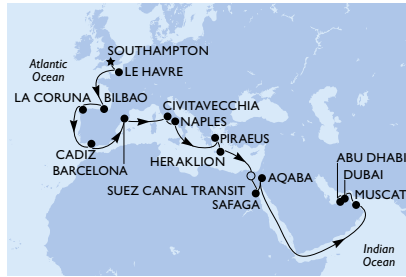 SOUTHAMPTON
Atlantic
Ocean
LE HAVRE
LA CORUNA
BILBAO
CIVITAVECCHIA
NAPLES
PIRAEUS
CADIZ
HERAKLION
BARCELONA
ABU DHABI
DUBAI
SUEZ CANAL TRANSIT
AQABA
MUSCAT
SAFAGA
Indian
Ocean